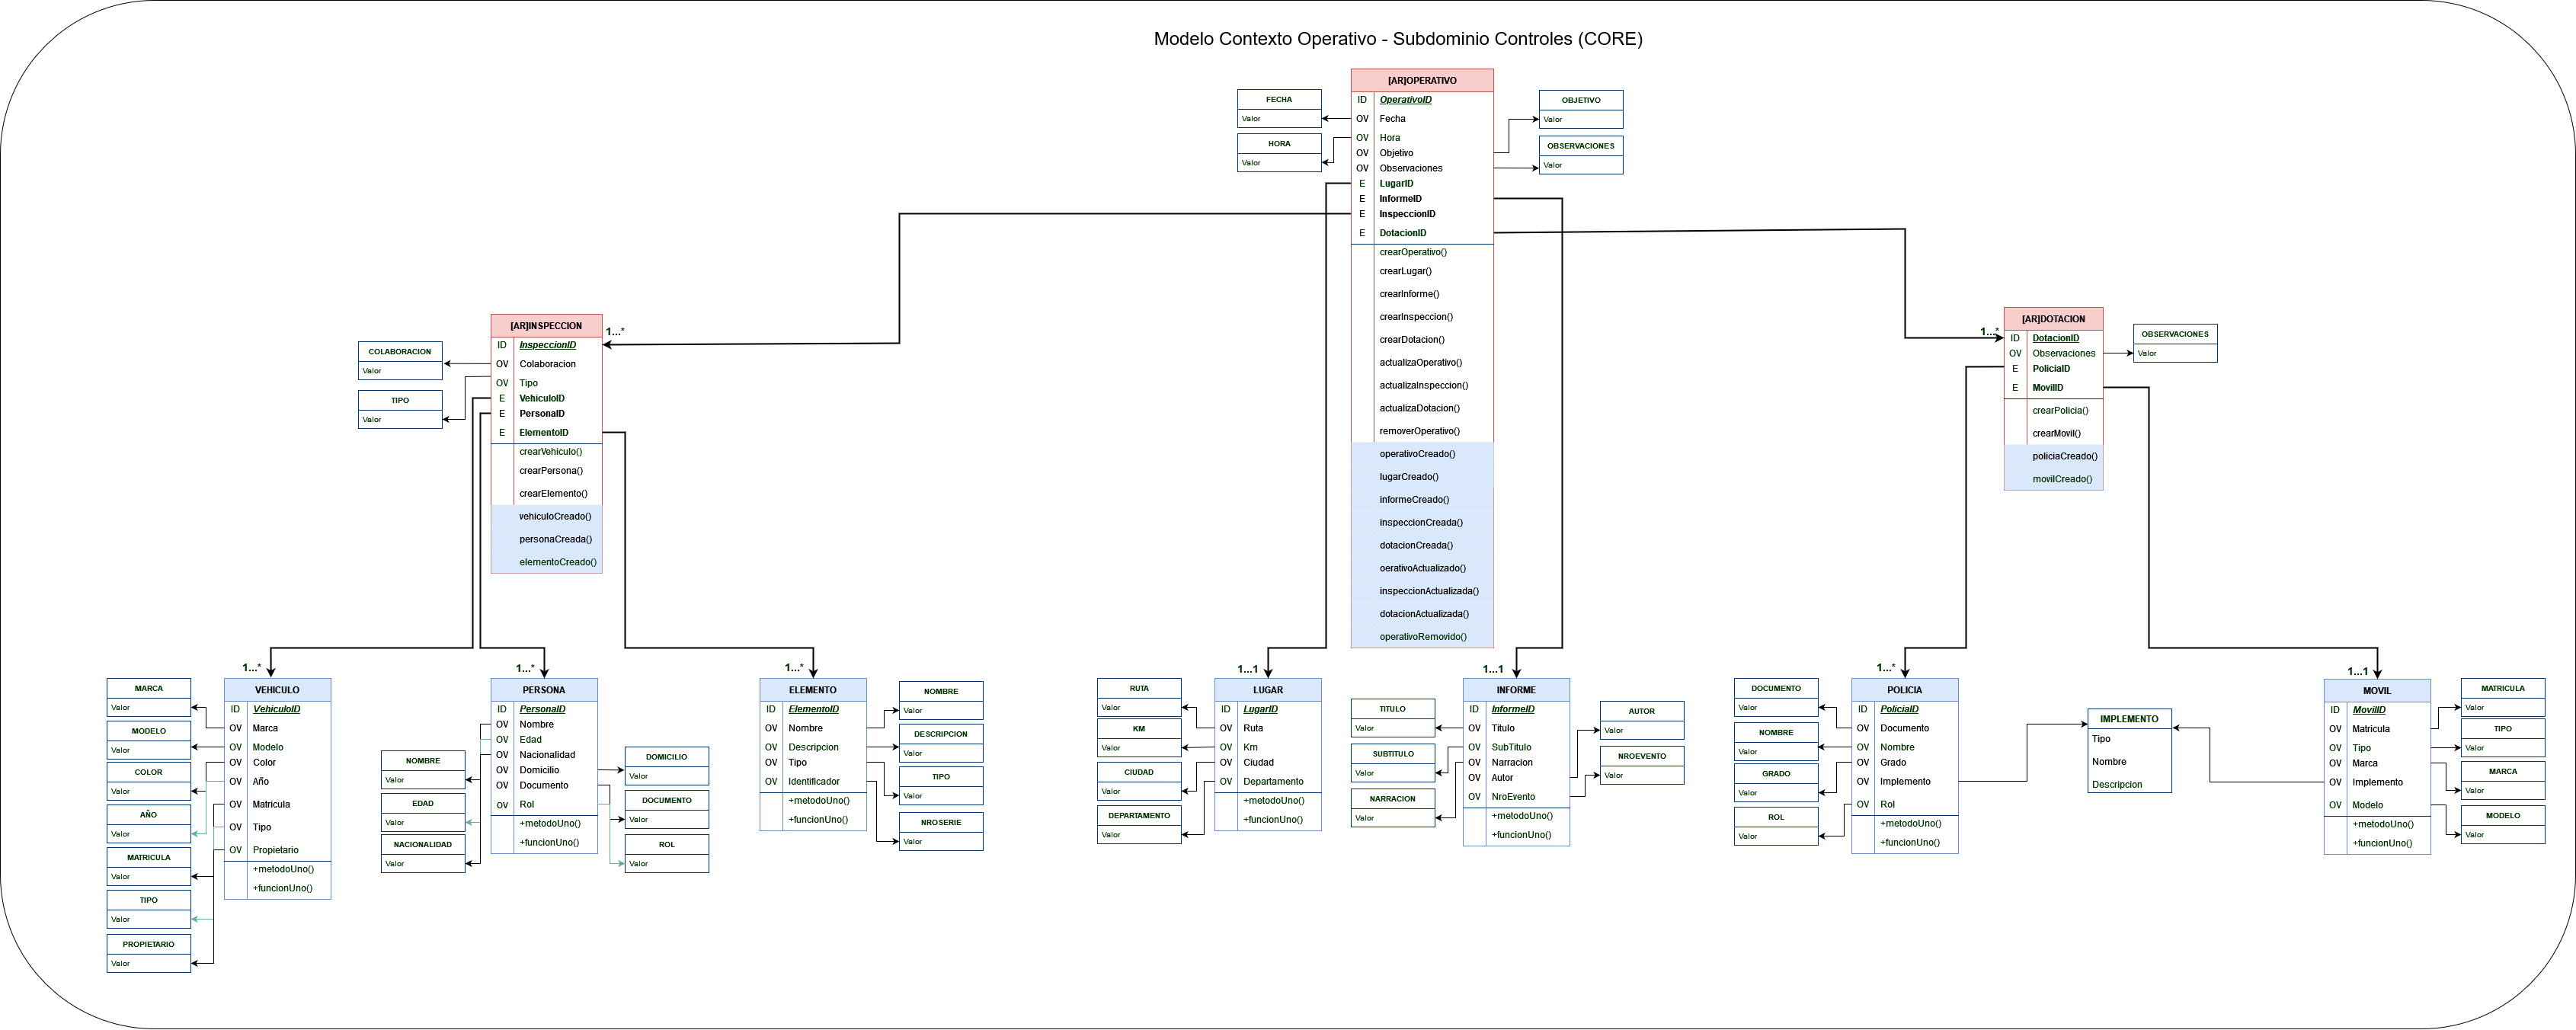 Modelo Contexto Operativo - Subdominio Controles (CORE)
[AR]OPERATIVO
ID OperativoID
OV Fecha
OV Hora
OV Objetivo
OV Observaciones
E LugarID
E InformeID
E InspeccionID
E DotacionID
crearOperativo()
crearLugar()
crearInforme()
crearInspeccion()
crearDotacion()
actualizaOperativo()
actualizaInspeccion()
actualizaDotacion()
removerOperativo()
operativoCreado()
lugarCreado()
informeCreado()
inspeccionCreada()
dotacionCreada()
oerativoActualizado()
inspeccionActualizada()
dotacionActualizada()
operativoRemovido()
FECHA
Valor
HORA
Valor
OBJETIVO
Valor
OBSERVACIONES
Valor
1...*
[AR]INSPECCION
ID InspeccionID
OV Colaboracion
OV Tipo
E VehiculoID
E PersonaID
E ElementoID
crearVehiculo()
crearPersona()
crearElemento()
vehiculoCreado()
personaCreada()
elementoCreado()
COLABORACION
Valor
TIPO
Valor
1...*
[AR]DOTACION
ID DotacionID
OV Observaciones
E PoliciaID
E MovilID
crearPolicia()
crearMovil()
policiaCreado()
movilCreado()
OBSERVACIONES
Valor
1...*
VEHICULO
ID VehiculoID
OV Marca
OV Modelo
OV Color
OV Año
OV Matricula
OV Tipo
OV Propietario
+metodoUno()
+funcionUno()
MARCA
Valor
MODELO
Valor
COLOR
Valor
AÑO
Valor
MATRICULA
Valor
TIPO
Valor
PROPIETARIO
Valor
1...*
PERSONA
ID PersonaID
OV Nombre
OV Edad
OV Nacionalidad
OV Domicilio
OV Documento
OV Rol
+metodoUno()
+funcionUno()
NOMBRE
Valor
EDAD
Valor
NACIONALIDAD
Valor
DOMICILIO
Valor
DOCUMENTO
Valor
ROL
Valor
1...*
ELEMENTO
ID ElementoID
OV Nombre
OV Descripcion
OV Tipo
OV Identificador
+metodoUno()
+funcionUno()
NOMBRE
Valor
DESCRIPCION
Valor
TIPO
Valor
NROSERIE
Valor
1...1
LUGAR
ID LugarID
OV Ruta
OV Km
OV Ciudad
OV Departamento
+metodoUno()
+funcionUno()
RUTA
Valor
KM
Valor
CIUDAD
Valor
DEPARTAMENTO
Valor
1...1
INFORME
ID InformeID
OV Titulo
OV SubTitulo
OV Narracion
OV Autor
OV NroEvento
+metodoUno()
+funcionUno()
TITULO
Valor
SUBTITULO
Valor
NARRACION
Valor
AUTOR
Valor
NROEVENTO
Valor
1...*
POLICIA
ID PoliciaID
OV Documento
OV Nombre
OV Grado
OV Implemento
OV Rol
+metodoUno()
+funcionUno()
DOCUMENTO
Valor
NOMBRE
Valor
GRADO
Valor
ROL
Valor
IMPLEMENTO
Tipo
Nombre
Descripcion
1...1
MOVIL
ID MovilID
OV Matricula
OV Tipo
OV Marca
OV Implemento
OV Modelo
+metodoUno()
+funcionUno()
MATRICULA
Valor
TIPO
Valor
MARCA
Valor
MODELO
Valor